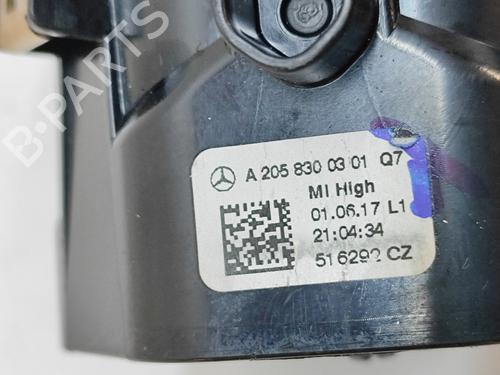 B-PARTS
A 205 830 03 01 Q7
MI High
01.06.17 L1
21:04:34
516292 CZ